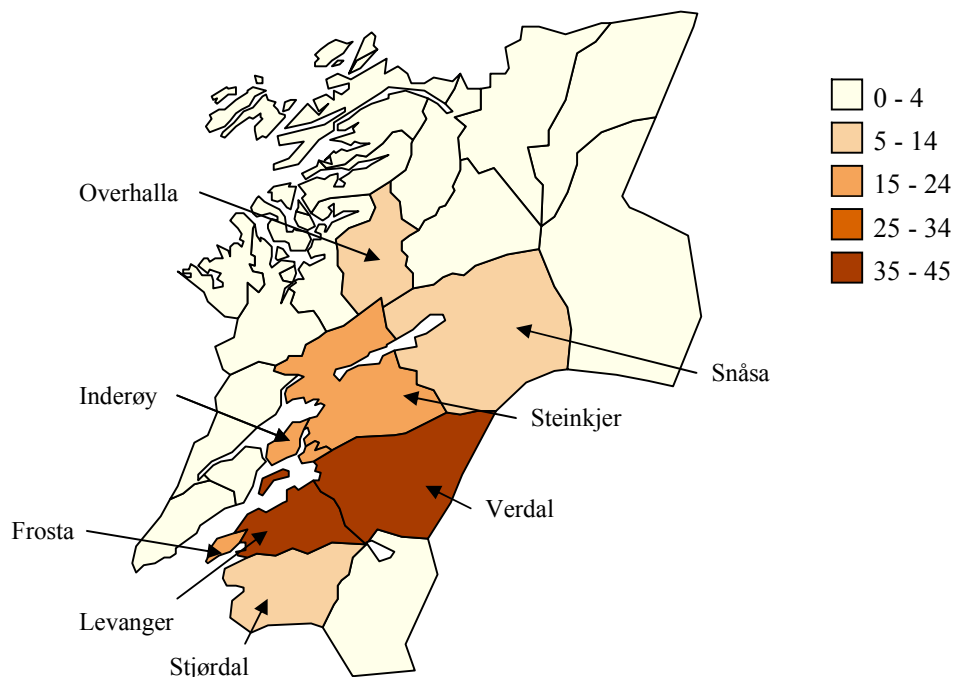 0 - 4
5 - 14
15 - 24
25 - 34
35 - 45
Overhalla
Snåsa
Inderøy
Steinkjer
Verdal
Frosta
Levanger
Stjørdal